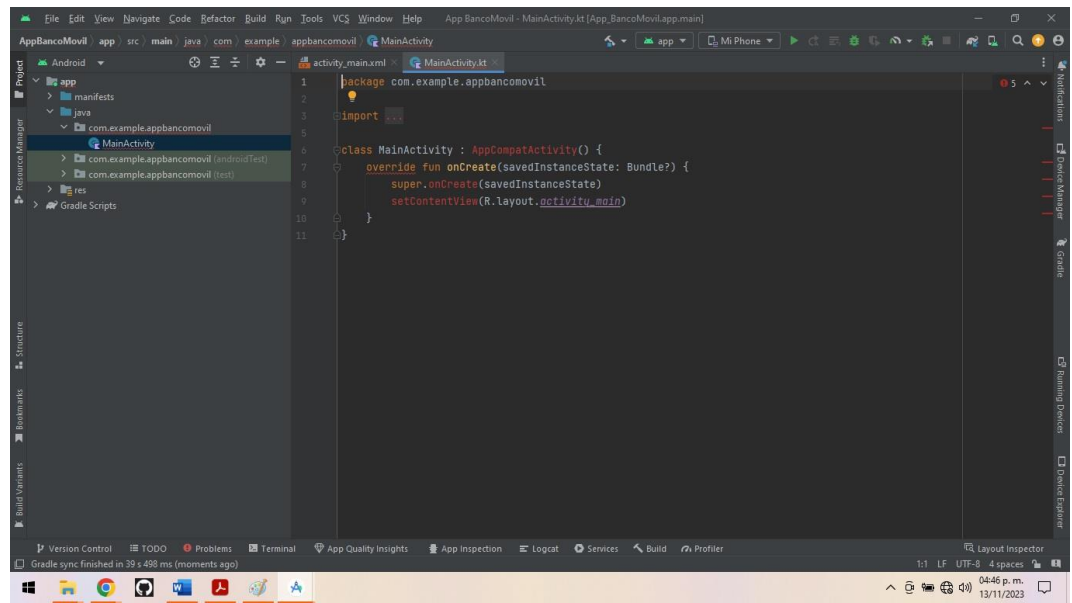 File Edit View Navigate Code Refactor Build Run Tools VCS Window Help App BancoMovil - MainActivity.kt [App_BancoMovil.app.main]
AppBancoMovil app src main java com example appbancomovil MainActivity app Mi Phone
Android activity_main.xml MainActivity.kt
Project
Resource Manager
Structure
Bookmarks
Build Variants
app
manifests
java
com.example.appbancomovil
MainActivity
com.example.appbancomovil (androidTest)
com.example.appbancomovil (test)
res
Gradle Scripts
1 package com.example.appbancomovil
2
3 import ...
5
6 class MainActivity : AppCompatActivity() {
7 override fun onCreate(savedInstanceState: Bundle?) {
8 super.onCreate(savedInstanceState)
9 setContentView(R.layout.activity_main)
10 }
11 }
5
Notifications
Device Manager
Gradle
Running Devices
Device Explorer
Version Control TODO Problems Terminal App Quality Insights App Inspection Logcat Services Build Profiler Layout Inspector
Gradle sync finished in 39 s 498 ms (moments ago) 1:1 LF UTF-8 4 spaces
04:46 p. m.
13/11/2023